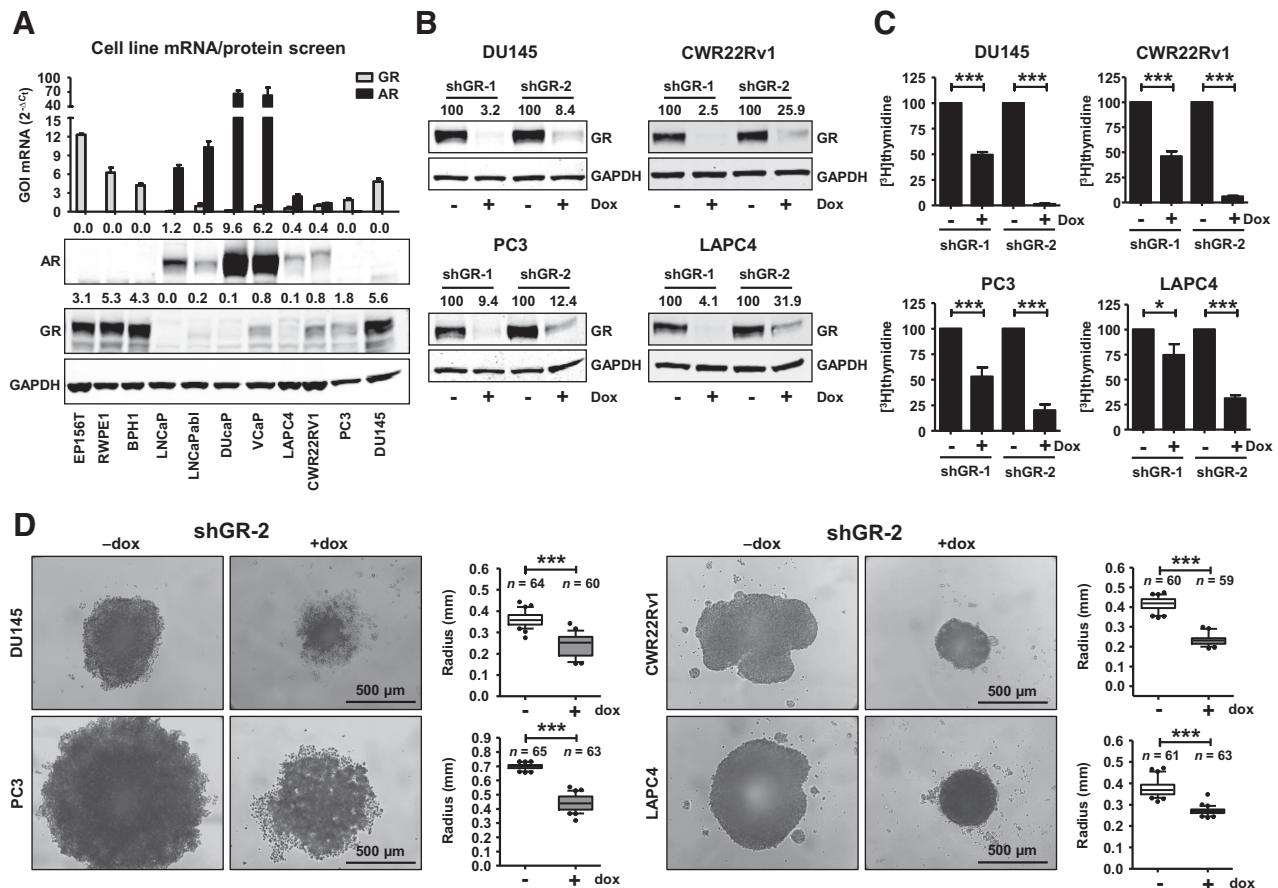 A
Cell line mRNA/protein screen
GOI mRNA (2^-ΔCt)
100
70
40
15
12
9
6
3
0
GR
AR
0.0 0.0 0.0 1.2 0.5 9.6 6.2 0.4 0.4 0.0 0.0
AR
3.1 5.3 4.3 0.0 0.2 0.1 0.8 0.1 0.8 1.8 5.6
GR
GAPDH
EP156T
RWPE1
BPH1
LNCaP
LNCaPabl
DUcaP
VCaP
LAPC4
CWR22RV1
PC3
DU145
B
DU145
shGR-1 shGR-2
100 3.2 100 8.4
GR
GAPDH
- + - + Dox
CWR22Rv1
shGR-1 shGR-2
100 2.5 100 25.9
GR
GAPDH
- + - + Dox
PC3
shGR-1 shGR-2
100 9.4 100 12.4
GR
GAPDH
- + - + Dox
LAPC4
shGR-1 shGR-2
100 4.1 100 31.9
GR
GAPDH
- + - + Dox
C
DU145
[³H]thymidine
125
100
75
50
25
0
*** ***
- + - + Dox
shGR-1 shGR-2
CWR22Rv1
[³H]thymidine
125
100
75
50
25
0
*** ***
- + - + Dox
shGR-1 shGR-2
PC3
[³H]thymidine
125
100
75
50
25
0
*** ***
- + - + Dox
shGR-1 shGR-2
LAPC4
[³H]thymidine
125
100
75
50
25
0
* ***
- + - + Dox
shGR-1 shGR-2
D
shGR-2
–dox +dox
DU145
500 µm
Radius (mm)
0.6
0.5
0.4
0.3
0.2
0.1
0.0
***
n = 64 n = 60
- + dox
PC3
500 µm
Radius (mm)
0.9
0.8
0.7
0.6
0.5
0.4
0.3
0.2
0.1
0.0
***
n = 65 n = 63
- + dox
shGR-2
–dox +dox
CWR22Rv1
500 µm
Radius (mm)
0.6
0.5
0.4
0.3
0.2
0.1
0.0
***
n = 60 n = 59
- + dox
LAPC4
500 µm
Radius (mm)
0.6
0.5
0.4
0.3
0.2
0.1
0.0
***
n = 61 n = 63
- + dox